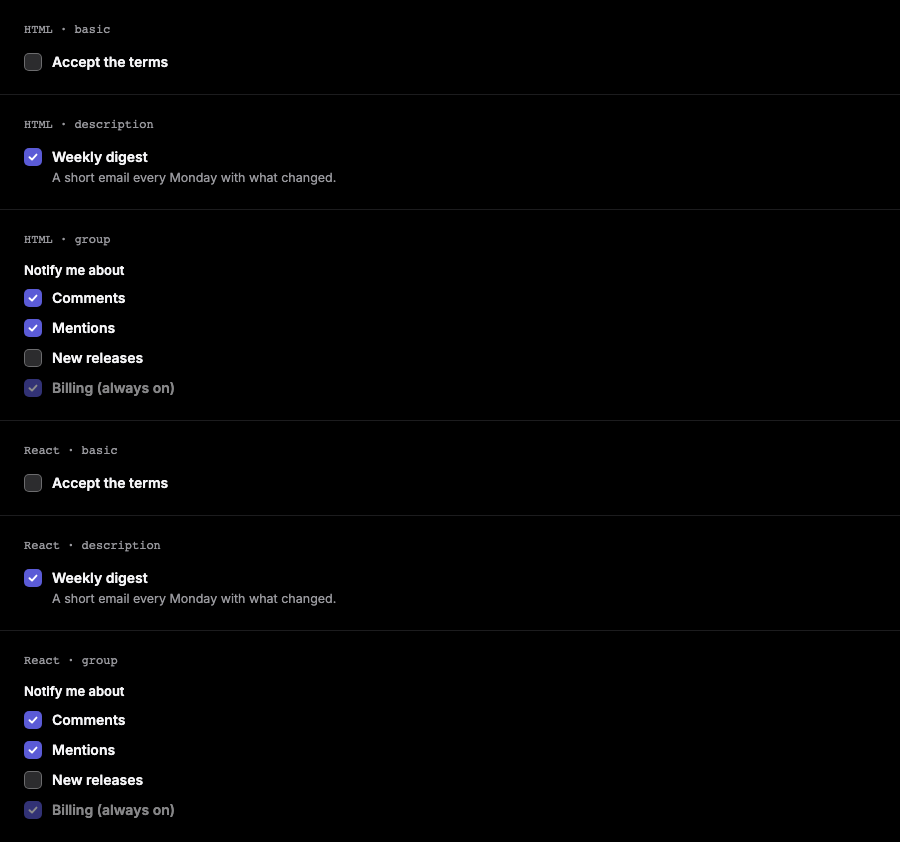 HTML · basic
Accept the terms
HTML · description
Weekly digest
A short email every Monday with what changed.
HTML · group
Notify me about
Comments
Mentions
New releases
Billing (always on)
React · basic
Accept the terms
React · description
Weekly digest
A short email every Monday with what changed.
React · group
Notify me about
Comments
Mentions
New releases
Billing (always on)